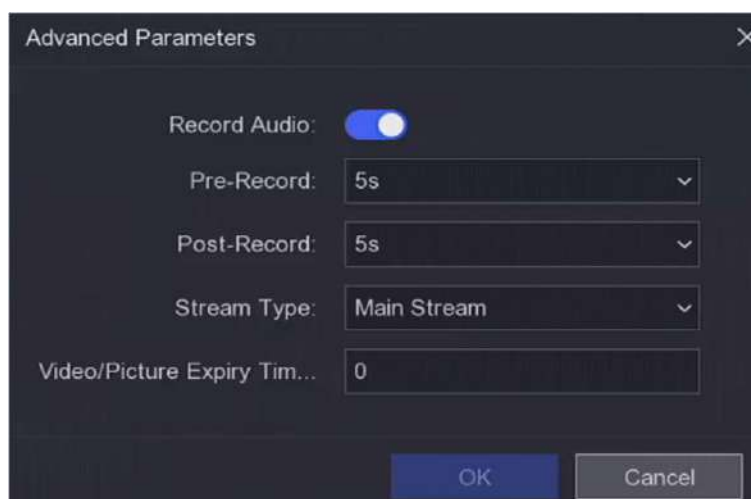 Advanced Parameters
Record Audio:
Pre-Record: 5s
Post-Record: 5s
Stream Type: Main Stream
Video/Picture Expiry Tim... 0
OK Cancel